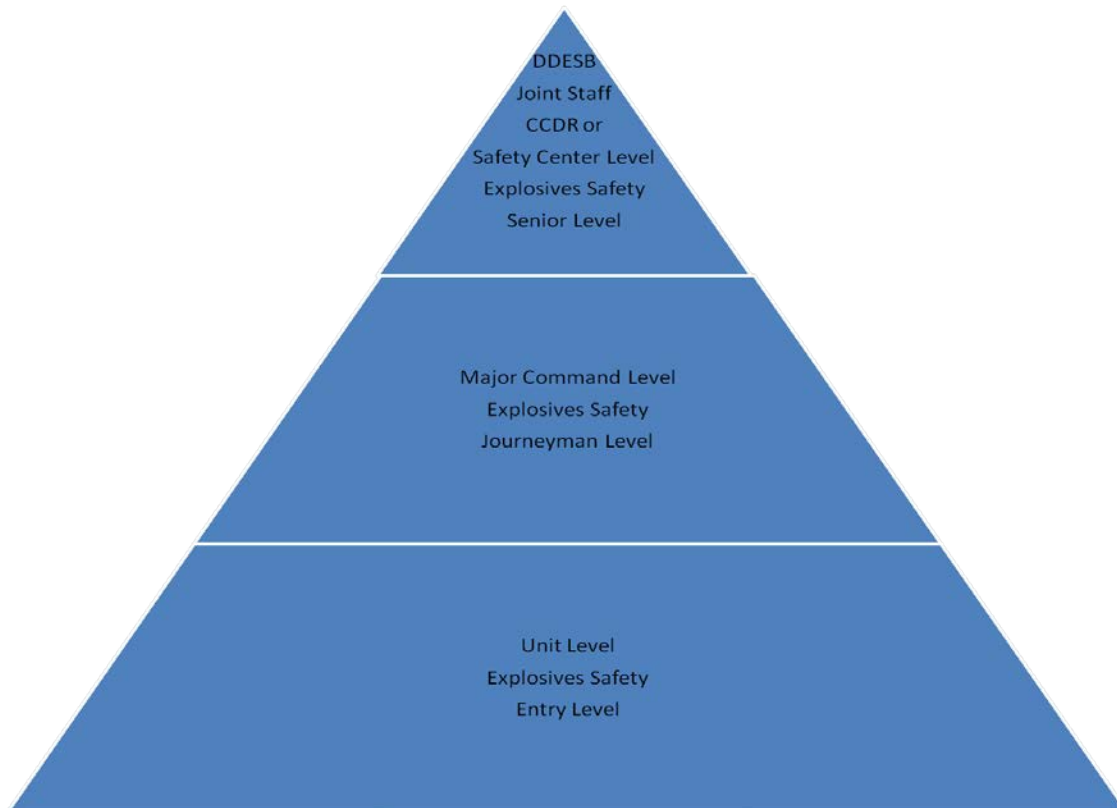 DDESB
Joint Staff
CCDR or
Safety Center Level
Explosives Safety
Senior Level
Major Command Level
Explosives Safety
Journeyman Level
Unit Level
Explosives Safety
Entry Level